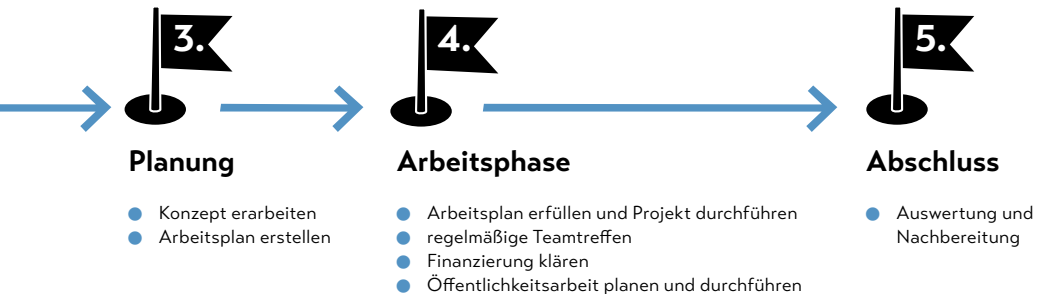 3.
Planung
Konzept erarbeiten
Arbeitsplan erstellen
4.
Arbeitsphase
Arbeitsplan erfüllen und Projekt durchführen
regelmäßige Teamtreffen
Finanzierung klären
Öffentlichkeitsarbeit planen und durchführen
5.
Abschluss
Auswertung und
Nachbereitung